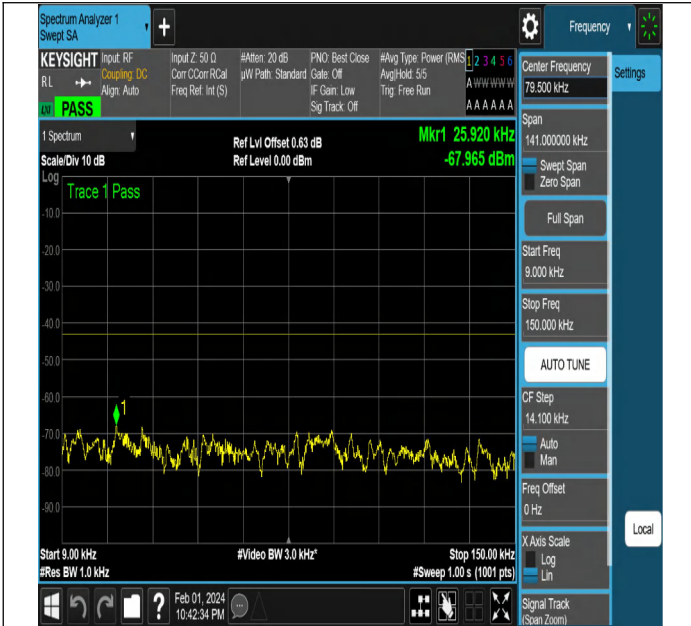 Spectrum Analyzer 1
Swept SA
+
Frequency
KEYSIGHT
RL
LXI PASS
Input: RF
Coupling: DC
Align: Auto
Input Z: 50 Ω
Corr CCorr RCal
Freq Ref: Int (S)
#Atten: 20 dB
µW Path: Standard
PNO: Best Close
Gate: Off
IF Gain: Low
Sig Track: Off
#Avg Type: Power (RMS
Avg|Hold: 5/5
Trig: Free Run
1 2 3 4 5 6
A W W W W W
A A A A A A
1 Spectrum
Scale/Div 10 dB
Ref Lvl Offset 0.63 dB
Ref Level 0.00 dBm
Mkr1 25.920 kHz
-67.965 dBm
Log
Trace 1 Pass
-10.0
-20.0
-30.0
-40.0
-50.0
-60.0
-70.0
-80.0
-90.0
1
Start 9.00 kHz
#Res BW 1.0 kHz
#Video BW 3.0 kHz*
Stop 150.00 kHz
#Sweep 1.00 s (1001 pts)
?
Feb 01, 2024
10:42:34 PM
Center Frequency
79.500 kHz
Settings
Span
141.000000 kHz
Swept Span
Zero Span
Full Span
Start Freq
9.000 kHz
Stop Freq
150.000 kHz
AUTO TUNE
CF Step
14.100 kHz
Auto
Man
Freq Offset
0 Hz
X Axis Scale
Log
Lin
Local
Signal Track
(Span Zoom)